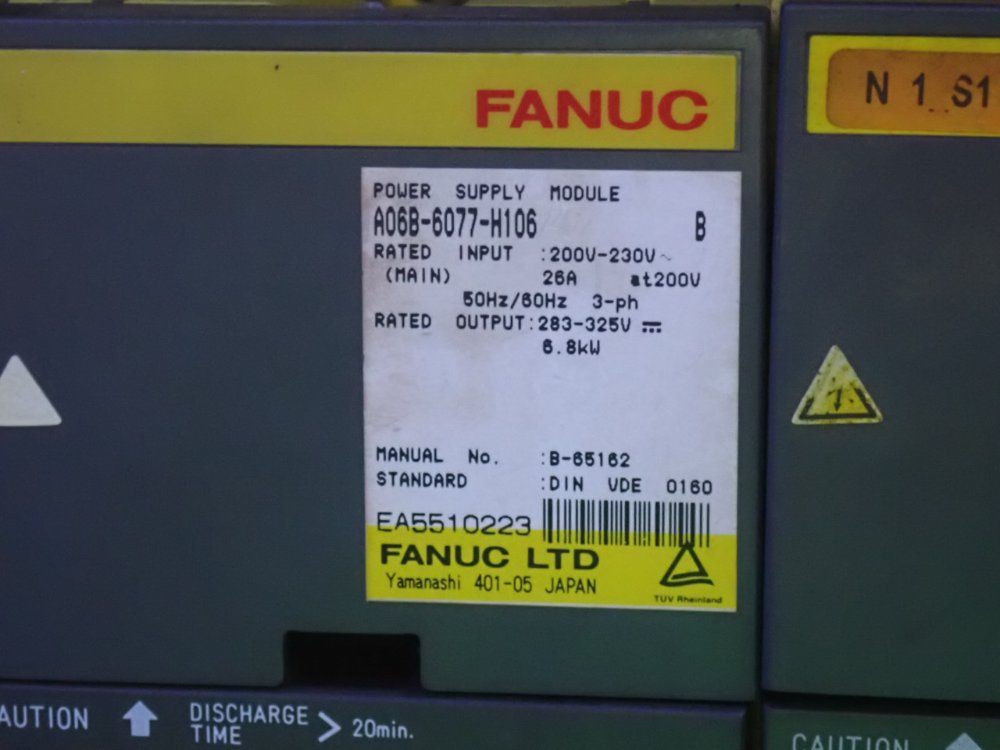 FANUC
N 1 S1
POWER SUPPLY MODULE
A06B-6077-H106 B
RATED INPUT :200V-230V~
(MAIN) 26A at200V
50Hz/60Hz 3-ph
RATED OUTPUT:283-325V ⎓
6.8kW
MANUAL No. :B-65162
STANDARD :DIN VDE 0160
EA5510223
FANUC LTD
Yamanashi 401-05 JAPAN
TÜV Rheinland
AUTION DISCHARGE TIME > 20min.
CAUTION